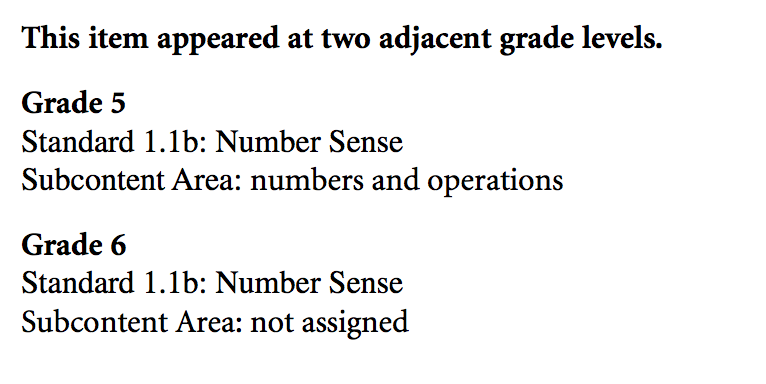 This item appeared at two adjacent grade levels.
Grade 5
Standard 1.1b: Number Sense
Subcontent Area: numbers and operations
Grade 6
Standard 1.1b: Number Sense
Subcontent Area: not assigned